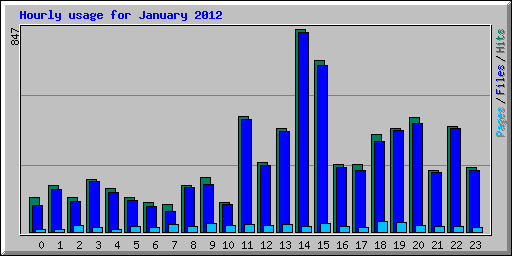 Hourly usage for January 2012
847
Pages / Files / Hits
0 1 2 3 4 5 6 7 8 9 10 11 12 13 14 15 16 17 18 19 20 21 22 23